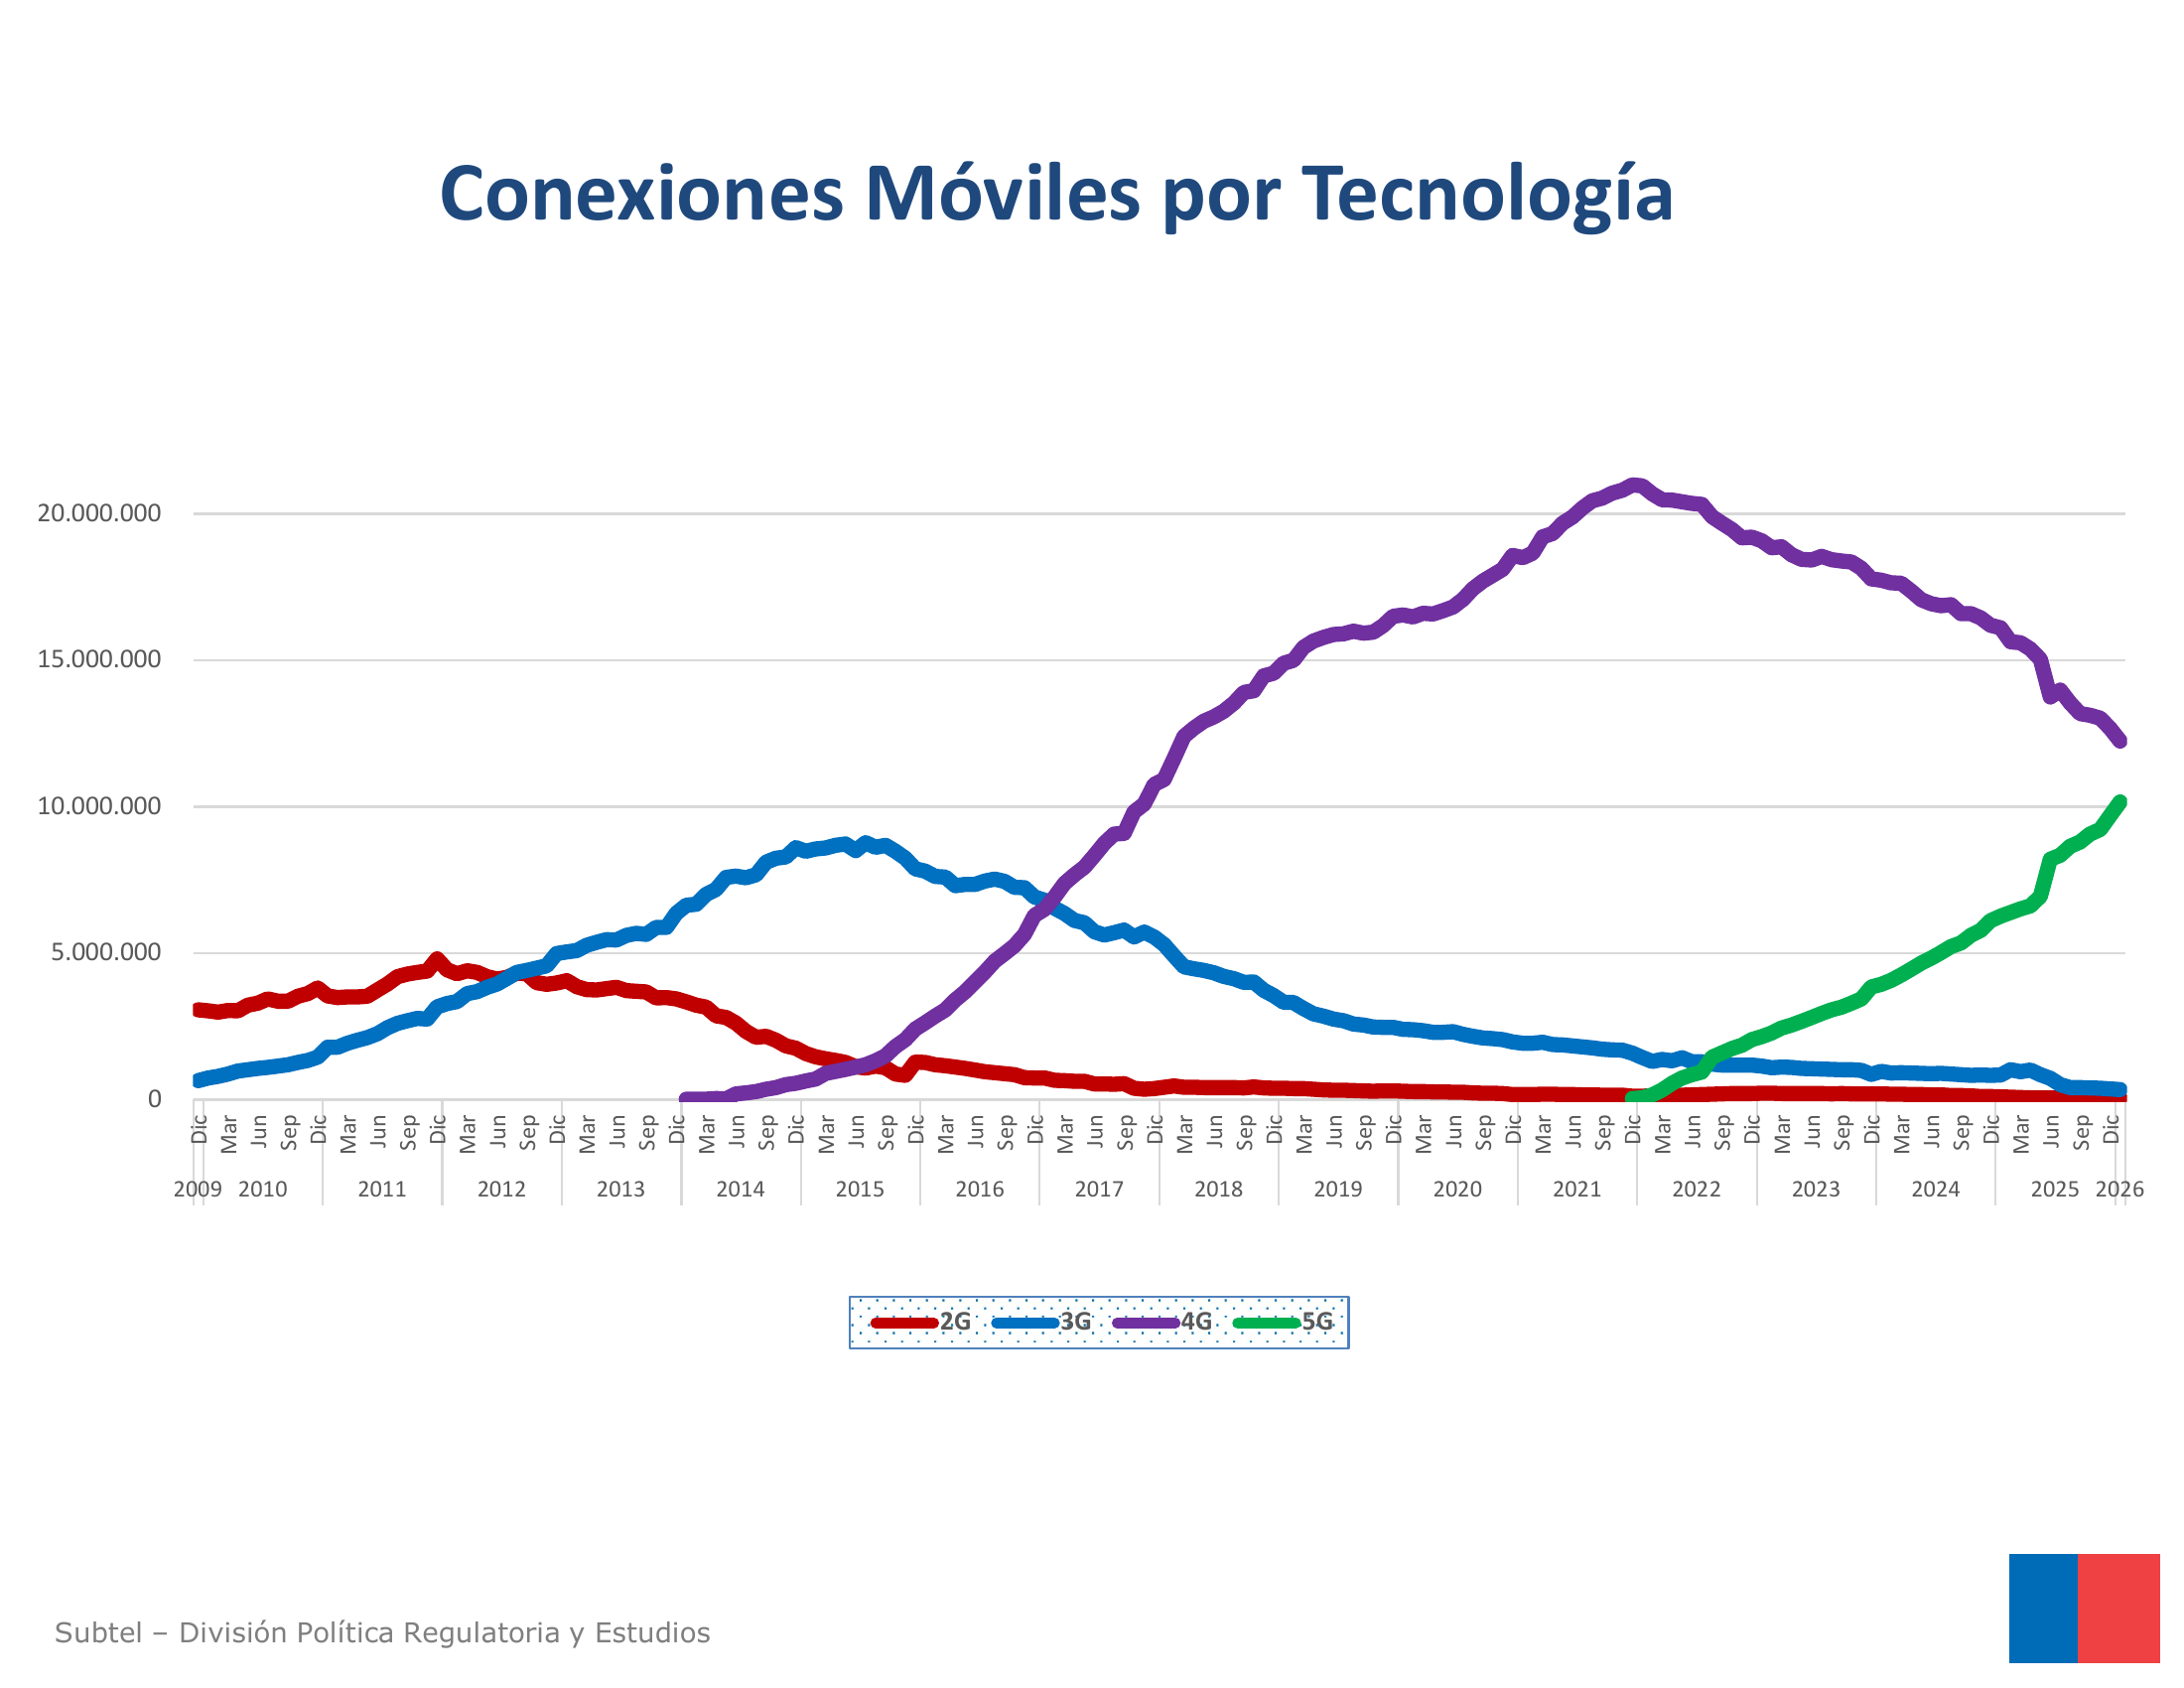 Conexiones Móviles por Tecnología
20.000.000
15.000.000
10.000.000
5.000.000
0
Dic Mar Jun Sep Dic Mar Jun Sep Dic Mar Jun Sep Dic Mar Jun Sep Dic Mar Jun Sep Dic Mar Jun Sep Dic Mar Jun Sep Dic Mar Jun Sep Dic Mar Jun Sep Dic Mar Jun Sep Dic Mar Jun Sep Dic Mar Jun Sep Dic Mar Jun Sep Dic Mar Jun Sep Dic Mar Jun Sep Dic Mar Jun Sep Dic
2009 2010 2011 2012 2013 2014 2015 2016 2017 2018 2019 2020 2021 2022 2023 2024 2025 2026
2G 3G 4G 5G
Subtel – División Política Regulatoria y Estudios